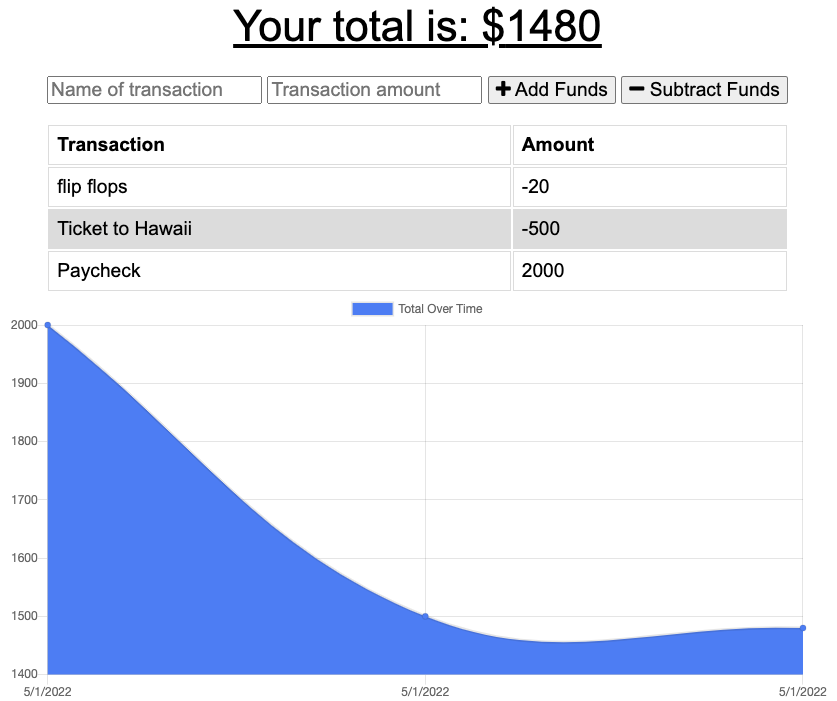 Your total is: $1480
Name of transaction Transaction amount + Add Funds − Subtract Funds
Transaction Amount
flip flops -20
Ticket to Hawaii -500
Paycheck 2000
Total Over Time
2000
1900
1800
1700
1600
1500
1400
5/1/2022 5/1/2022 5/1/2022